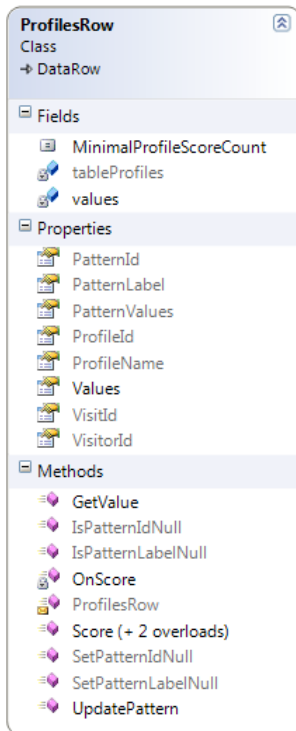 ProfilesRow
Class
DataRow
Fields
MinimalProfileScoreCount
tableProfiles
values
Properties
PatternId
PatternLabel
PatternValues
ProfileId
ProfileName
Values
VisitId
VisitorId
Methods
GetValue
IsPatternIdNull
IsPatternLabelNull
OnScore
ProfilesRow
Score (+ 2 overloads)
SetPatternIdNull
SetPatternLabelNull
UpdatePattern